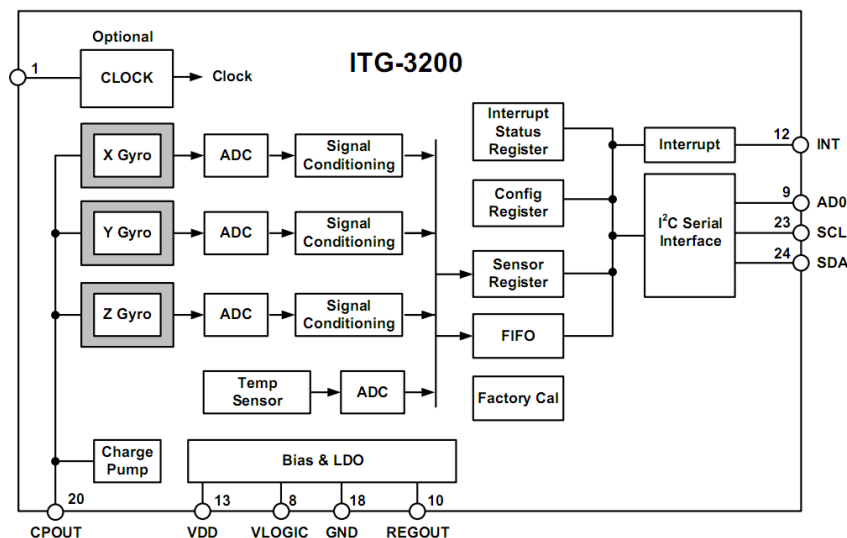 Optional
ITG-3200
1
CLOCK
Clock
X Gyro
ADC
Signal
Conditioning
Interrupt
Status
Register
Interrupt
12
INT
Y Gyro
ADC
Signal
Conditioning
Config
Register
I²C Serial
Interface
9
AD0
23
SCL
24
SDA
Z Gyro
ADC
Signal
Conditioning
Sensor
Register
FIFO
Temp
Sensor
ADC
Factory Cal
Charge
Pump
Bias & LDO
20
13
8
18
10
CPOUT
VDD
VLOGIC
GND
REGOUT